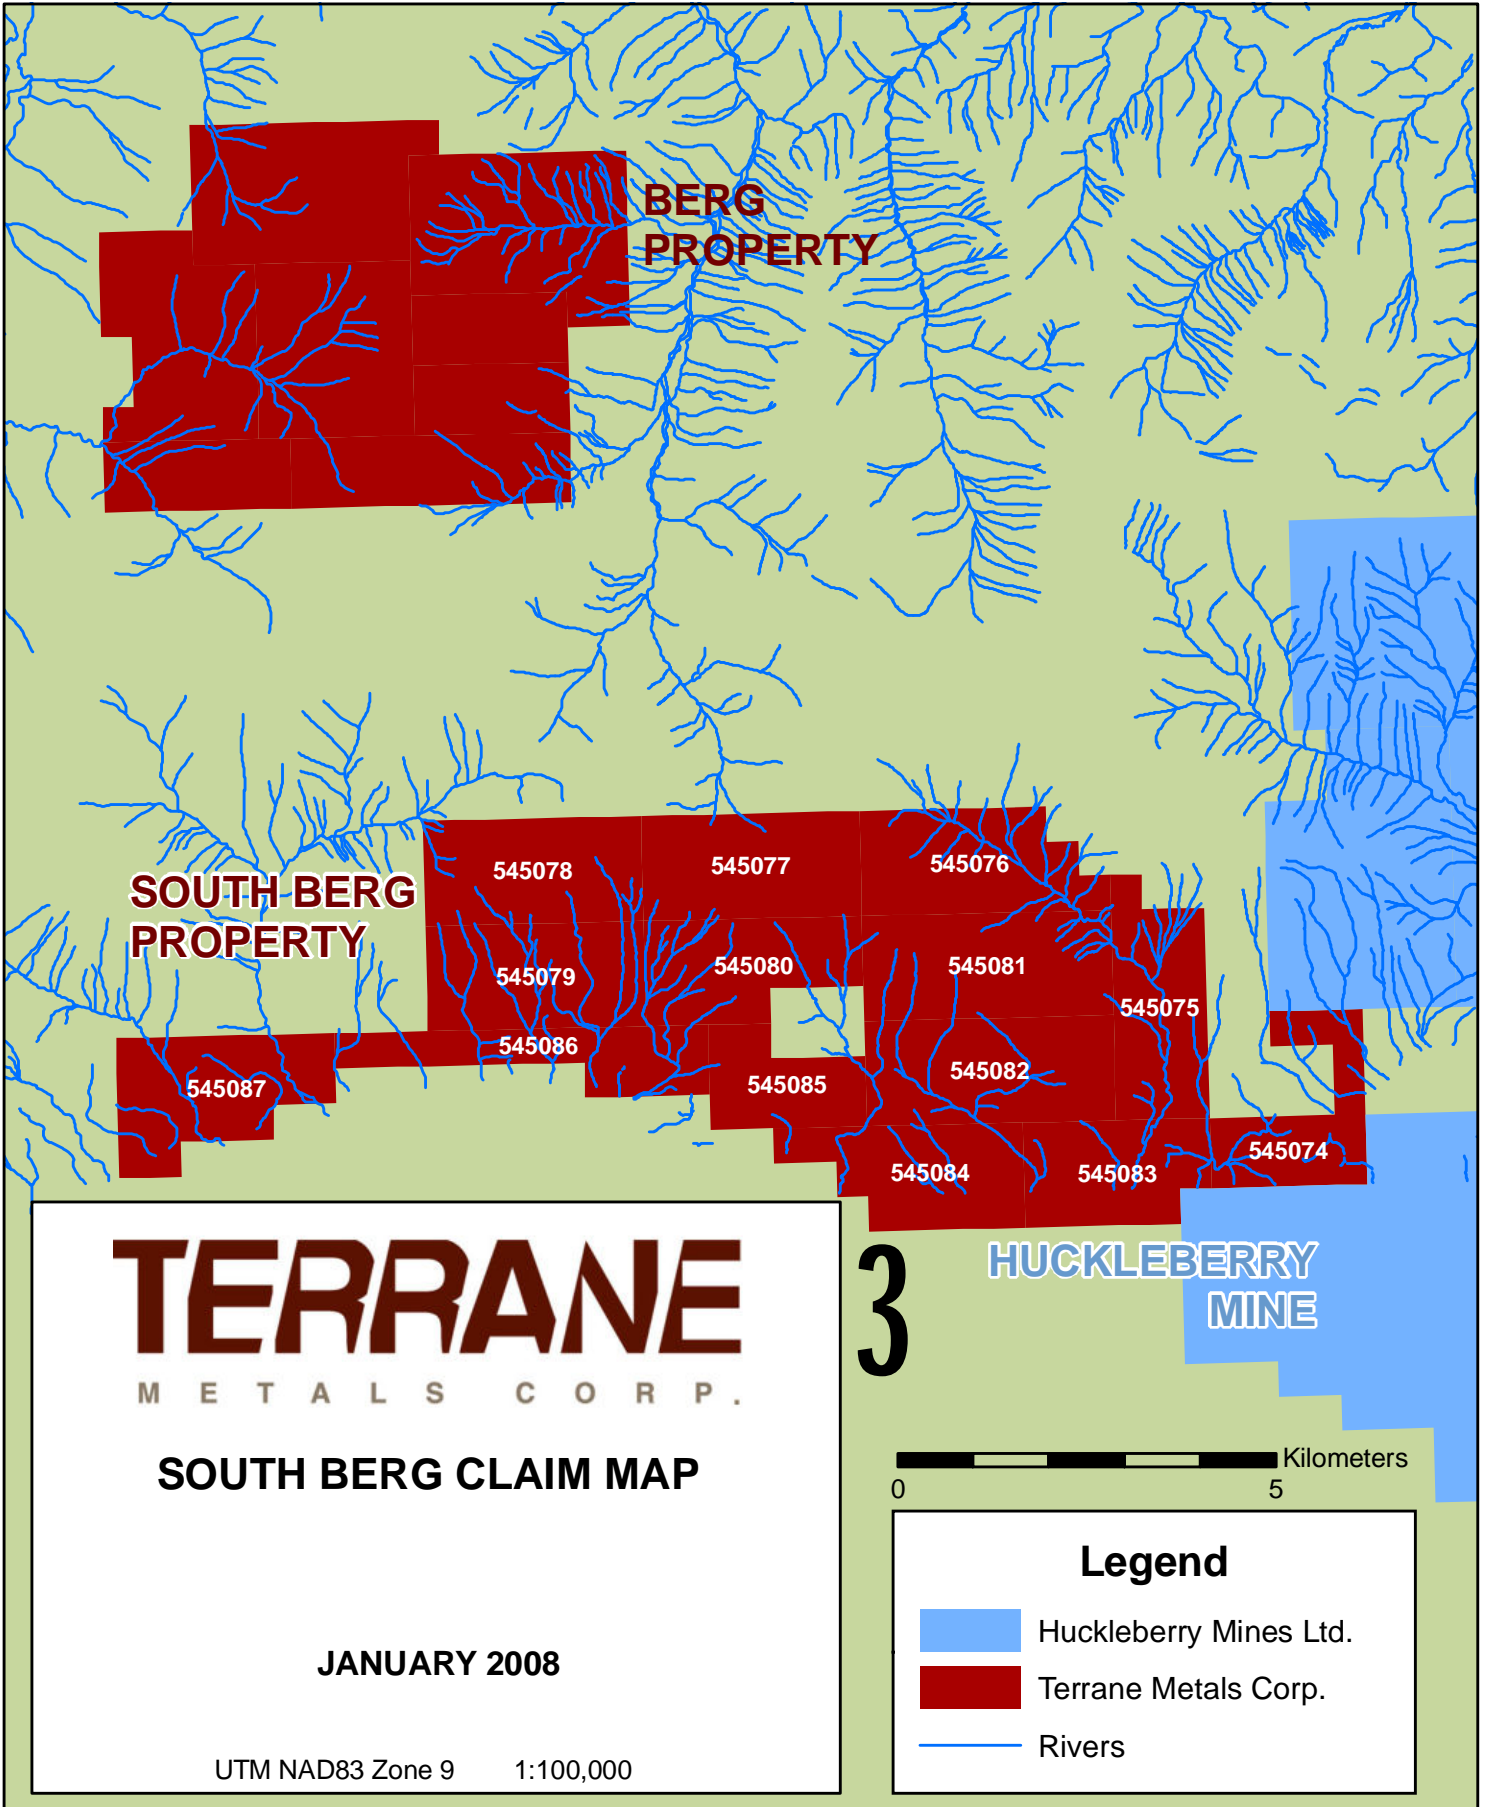 BERG
PROPERTY
545078
545077
545076
SOUTH BERG
PROPERTY
545079
545080
545081
545075
545086
545087
545085
545082
545084
545083
545074
TERRANE
METALS CORP.
SOUTH BERG CLAIM MAP
JANUARY 2008
UTM NAD83 Zone 9 1:100,000
3
HUCKLEBERRY
MINE
Kilometers
0 5
Legend
Huckleberry Mines Ltd.
Terrane Metals Corp.
Rivers